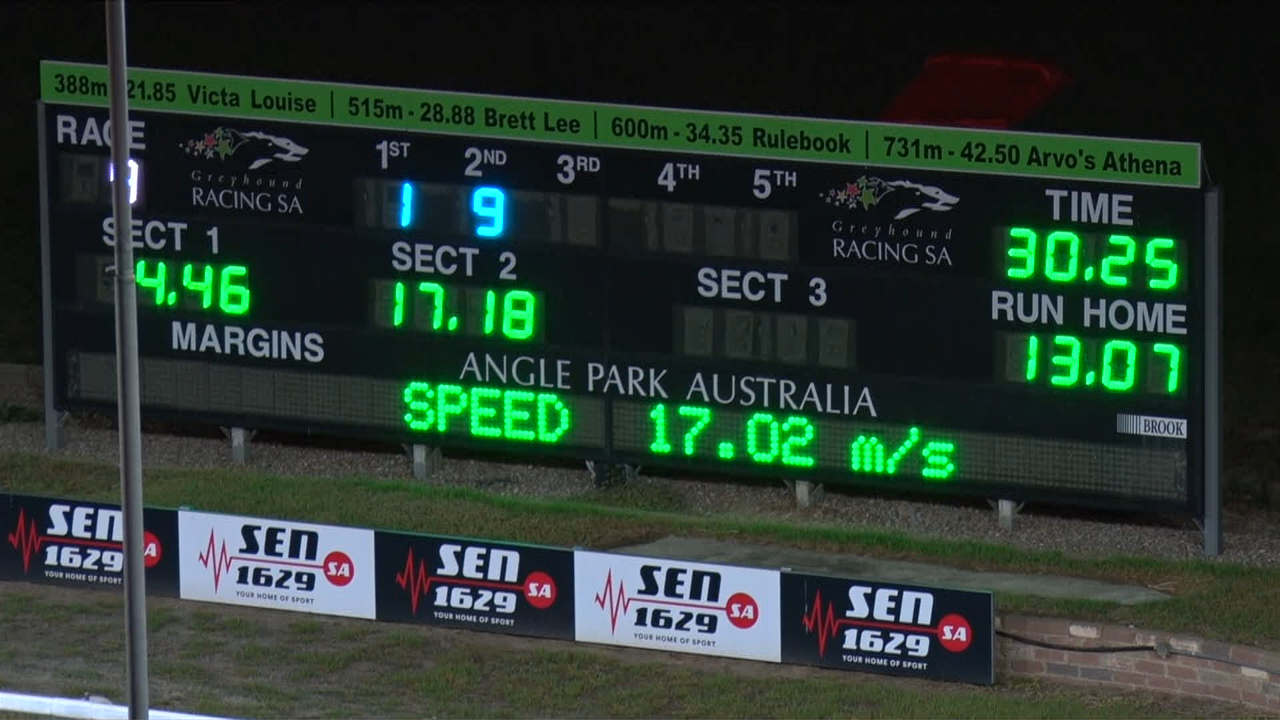 388m 21.85 Victa Louise | 515m - 28.88 Brett Lee | 600m - 34.35 Rulebook | 731m - 42.50 Arvo's Athena
RACE
Greyhound
RACING SA
1ST 2ND 3RD 4TH 5TH
1 9
Greyhound
RACING SA
TIME
30.25
SECT 1
4.46
SECT 2
17.18
SECT 3
RUN HOME
13.07
MARGINS
ANGLE PARK AUSTRALIA
SPEED 17.02 m/s
BROOK
SEN
1629
YOUR HOME OF SPORT
SEN
1629 SA
YOUR HOME OF SPORT
SEN
1629 SA
YOUR HOME OF SPORT
SEN
1629 SA
YOUR HOME OF SPORT
SEN
1629 SA
YOUR HOME OF SPORT